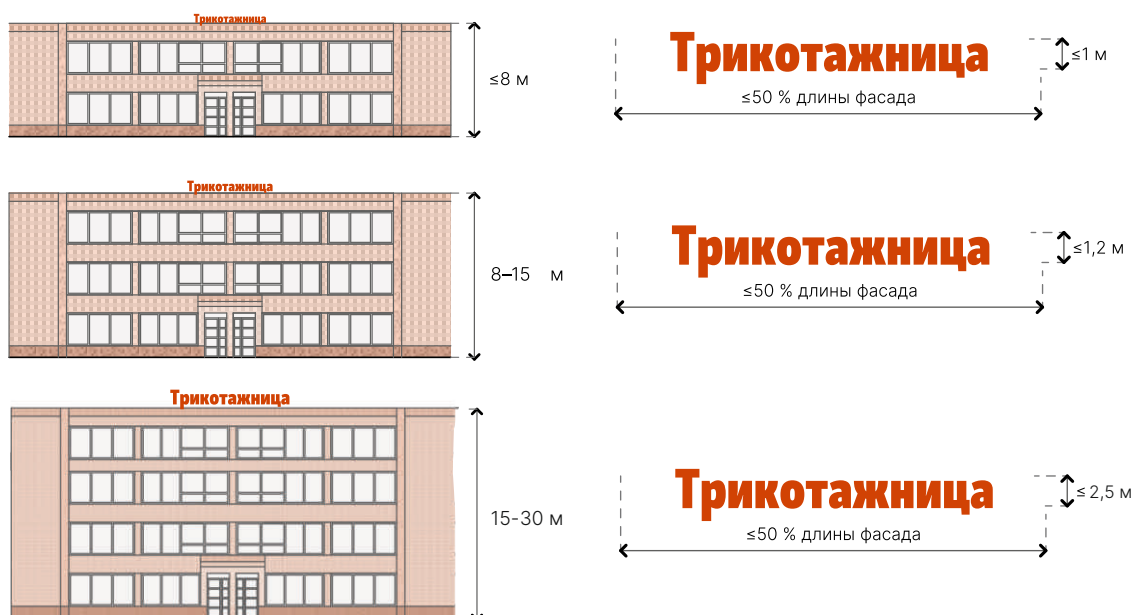 Трикотажница
≤8 м
Трикотажница
≤1 м
≤50 % длины фасада
Трикотажница
8–15 м
Трикотажница
≤1,2 м
≤50 % длины фасада
Трикотажница
15-30 м
Трикотажница
≤ 2,5 м
≤50 % длины фасада